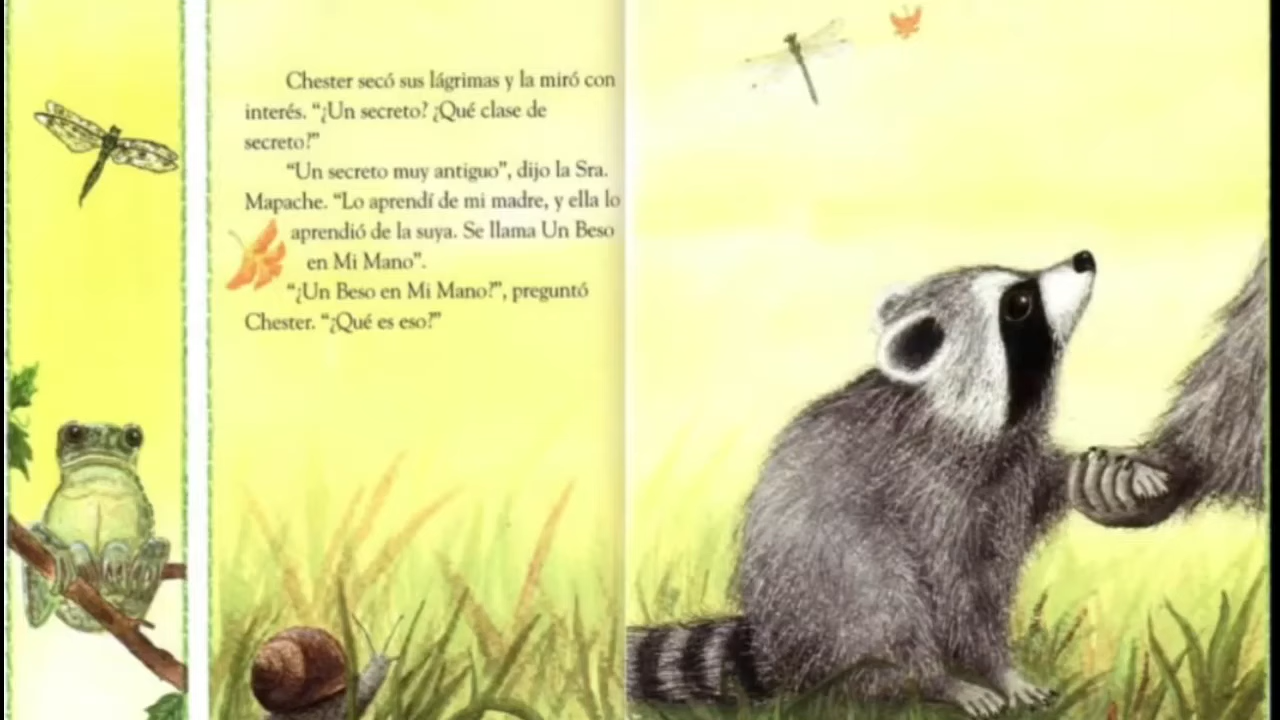 Chester secó sus lágrimas y la miró con
interés. “¿Un secreto? ¿Qué clase de
secreto?”
“Un secreto muy antiguo”, dijo la Sra.
Mapache. “Lo aprendí de mi madre, y ella lo
aprendió de la suya. Se llama Un Beso
en Mi Mano”.
“¿Un Beso en Mi Mano?”, preguntó
Chester. “¿Qué es eso?”